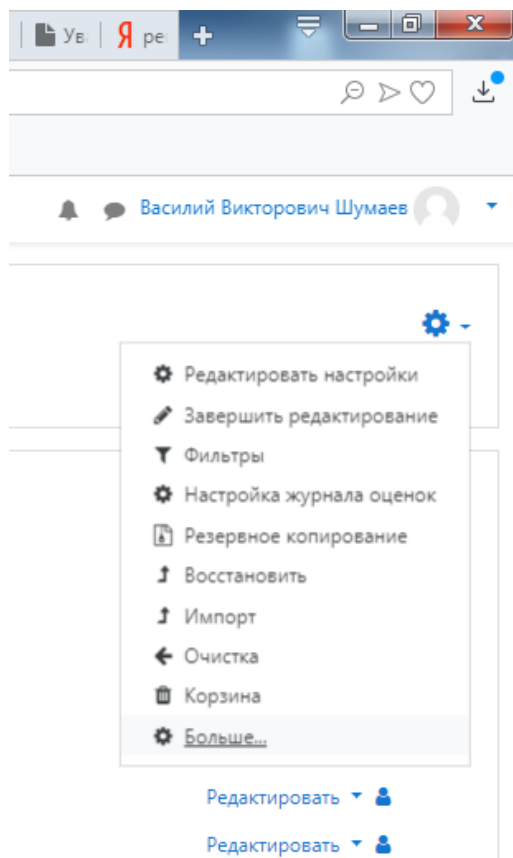 Ув Я ре
Василий Викторович Шумаев
Редактировать настройки
Завершить редактирование
Фильтры
Настройка журнала оценок
Резервное копирование
Восстановить
Импорт
Очистка
Корзина
Больше...
Редактировать
Редактировать